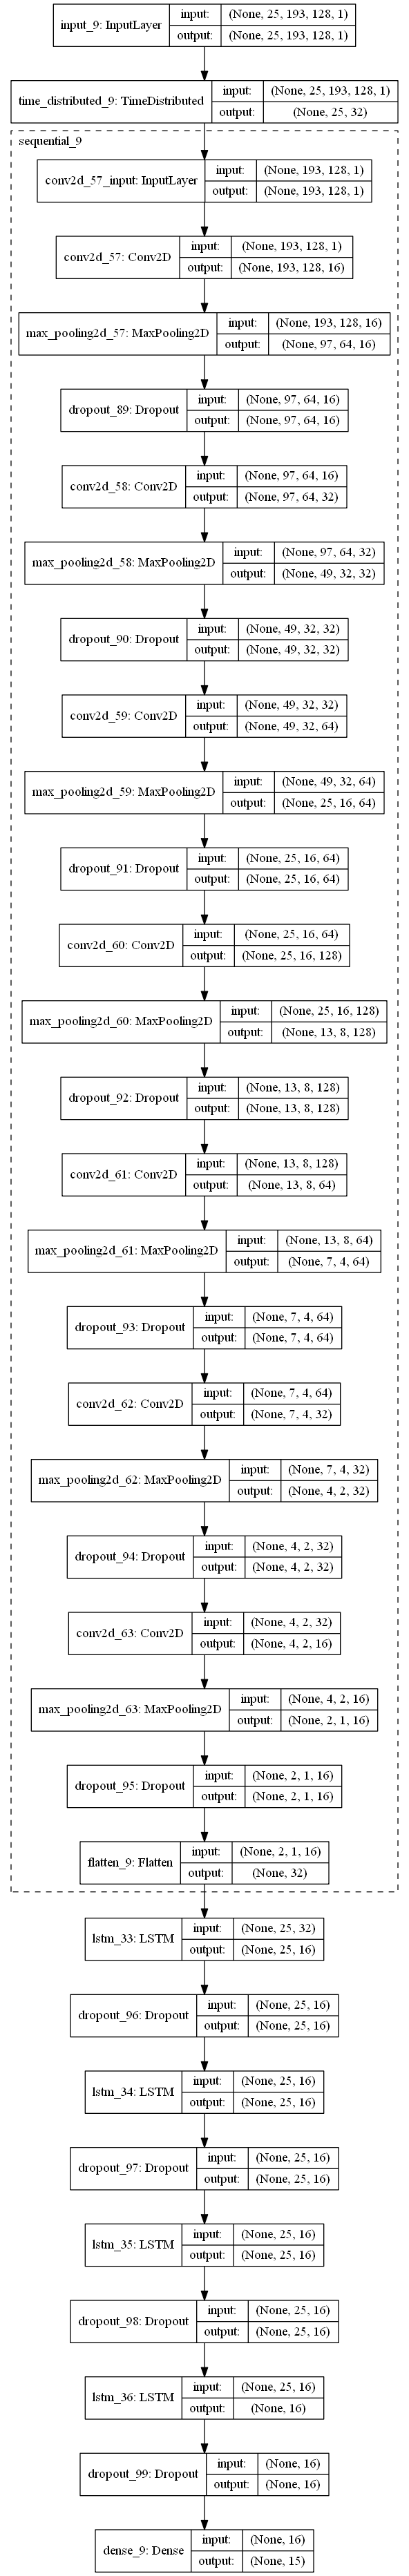 input_9: InputLayer
input: (None, 25, 193, 128, 1)
output: (None, 25, 193, 128, 1)
time_distributed_9: TimeDistributed
input: (None, 25, 193, 128, 1)
output: (None, 25, 32)
sequential_9
conv2d_57_input: InputLayer
input: (None, 193, 128, 1)
output: (None, 193, 128, 1)
conv2d_57: Conv2D
input: (None, 193, 128, 1)
output: (None, 193, 128, 16)
max_pooling2d_57: MaxPooling2D
input: (None, 193, 128, 16)
output: (None, 97, 64, 16)
dropout_89: Dropout
input: (None, 97, 64, 16)
output: (None, 97, 64, 16)
conv2d_58: Conv2D
input: (None, 97, 64, 16)
output: (None, 97, 64, 32)
max_pooling2d_58: MaxPooling2D
input: (None, 97, 64, 32)
output: (None, 49, 32, 32)
dropout_90: Dropout
input: (None, 49, 32, 32)
output: (None, 49, 32, 32)
conv2d_59: Conv2D
input: (None, 49, 32, 32)
output: (None, 49, 32, 64)
max_pooling2d_59: MaxPooling2D
input: (None, 49, 32, 64)
output: (None, 25, 16, 64)
dropout_91: Dropout
input: (None, 25, 16, 64)
output: (None, 25, 16, 64)
conv2d_60: Conv2D
input: (None, 25, 16, 64)
output: (None, 25, 16, 128)
max_pooling2d_60: MaxPooling2D
input: (None, 25, 16, 128)
output: (None, 13, 8, 128)
dropout_92: Dropout
input: (None, 13, 8, 128)
output: (None, 13, 8, 128)
conv2d_61: Conv2D
input: (None, 13, 8, 128)
output: (None, 13, 8, 64)
max_pooling2d_61: MaxPooling2D
input: (None, 13, 8, 64)
output: (None, 7, 4, 64)
dropout_93: Dropout
input: (None, 7, 4, 64)
output: (None, 7, 4, 64)
conv2d_62: Conv2D
input: (None, 7, 4, 64)
output: (None, 7, 4, 32)
max_pooling2d_62: MaxPooling2D
input: (None, 7, 4, 32)
output: (None, 4, 2, 32)
dropout_94: Dropout
input: (None, 4, 2, 32)
output: (None, 4, 2, 32)
conv2d_63: Conv2D
input: (None, 4, 2, 32)
output: (None, 4, 2, 16)
max_pooling2d_63: MaxPooling2D
input: (None, 4, 2, 16)
output: (None, 2, 1, 16)
dropout_95: Dropout
input: (None, 2, 1, 16)
output: (None, 2, 1, 16)
flatten_9: Flatten
input: (None, 2, 1, 16)
output: (None, 32)
lstm_33: LSTM
input: (None, 25, 32)
output: (None, 25, 16)
dropout_96: Dropout
input: (None, 25, 16)
output: (None, 25, 16)
lstm_34: LSTM
input: (None, 25, 16)
output: (None, 25, 16)
dropout_97: Dropout
input: (None, 25, 16)
output: (None, 25, 16)
lstm_35: LSTM
input: (None, 25, 16)
output: (None, 25, 16)
dropout_98: Dropout
input: (None, 25, 16)
output: (None, 25, 16)
lstm_36: LSTM
input: (None, 25, 16)
output: (None, 16)
dropout_99: Dropout
input: (None, 16)
output: (None, 16)
dense_9: Dense
input: (None, 16)
output: (None, 15)